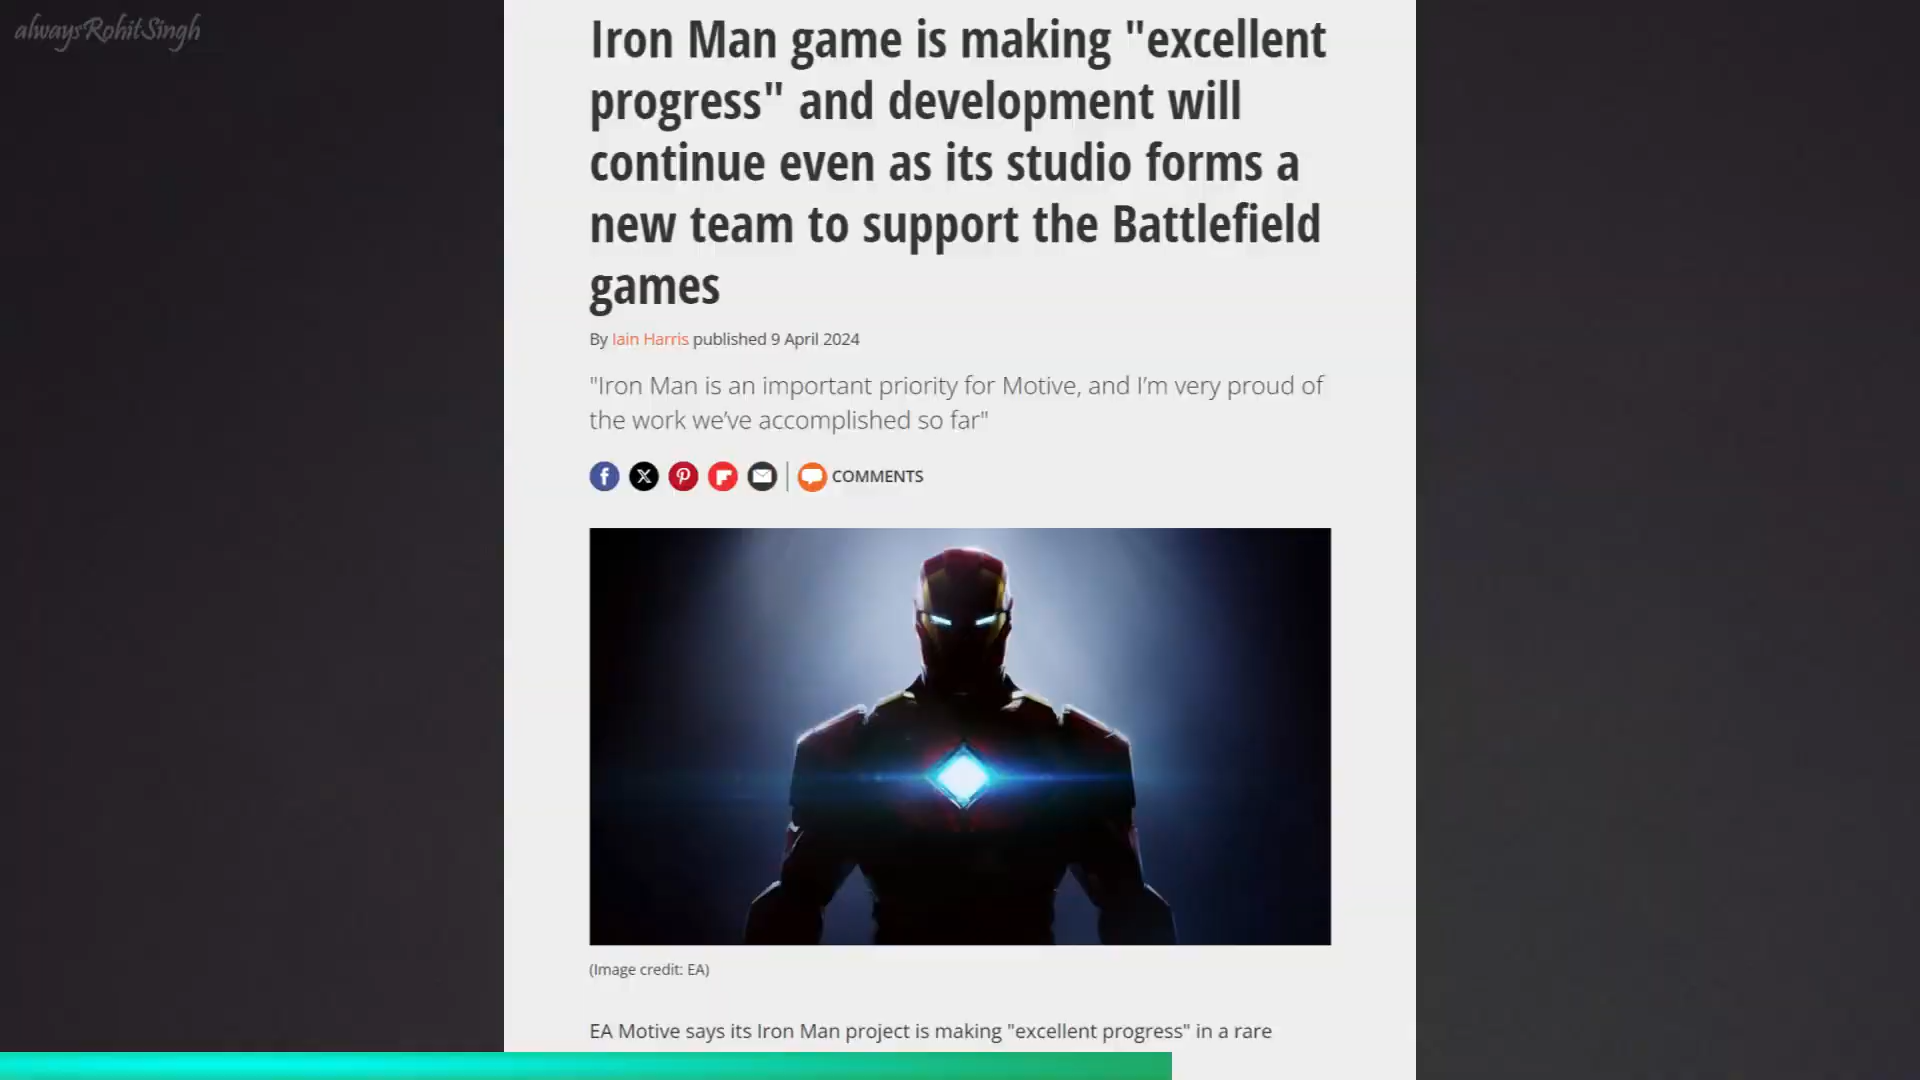 alwaysRohitSingh
Iron Man game is making "excellent
progress" and development will
continue even as its studio forms a
new team to support the Battlefield
games
By Iain Harris published 9 April 2024
"Iron Man is an important priority for Motive, and I’m very proud of
the work we’ve accomplished so far"
COMMENTS
(Image credit: EA)
EA Motive says its Iron Man project is making "excellent progress" in a rare